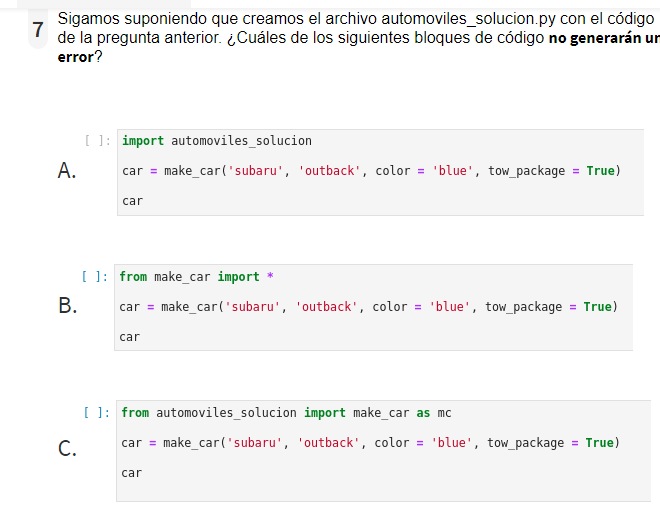 7
Sigamos suponiendo que creamos el archivo automoviles_solucion.py con el código
de la pregunta anterior. ¿Cuáles de los siguientes bloques de código no generarán ur
error?
A.
[ ]: import automoviles_solucion
car = make_car('subaru', 'outback', color = 'blue', tow_package = True)
car
B.
[ ]: from make_car import *
car = make_car('subaru', 'outback', color = 'blue', tow_package = True)
car
C.
[ ]: from automoviles_solucion import make_car as mc
car = make_car('subaru', 'outback', color = 'blue', tow_package = True)
car